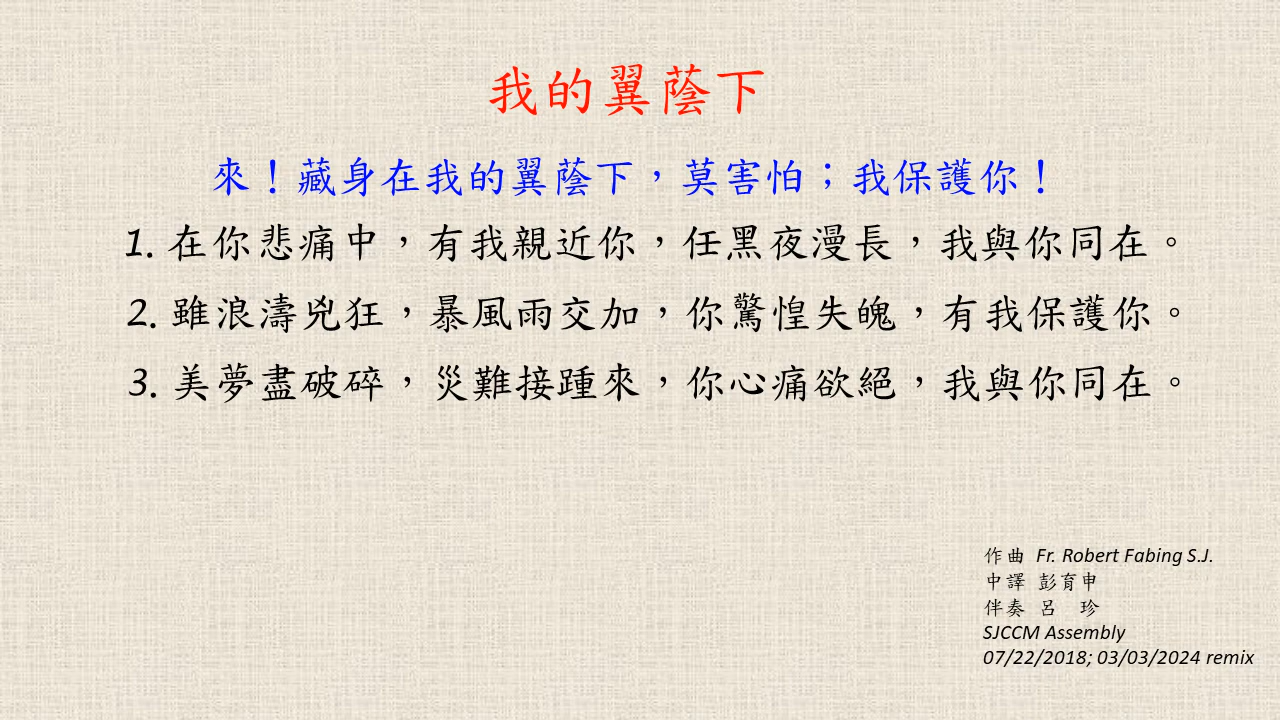 我的翼蔭下
來！藏身在我的翼蔭下，莫害怕；我保護你！
1. 在你悲痛中，有我親近你，任黑夜漫長，我與你同在。
2. 雖浪濤兇狂，暴風雨交加，你驚惶失魄，有我保護你。
3. 美夢盡破碎，災難接踵來，你心痛欲絕，我與你同在。
作曲 Fr. Robert Fabing S.J.
中譯 彭育申
伴奏 呂　珍
SJCCM Assembly
07/22/2018; 03/03/2024 remix